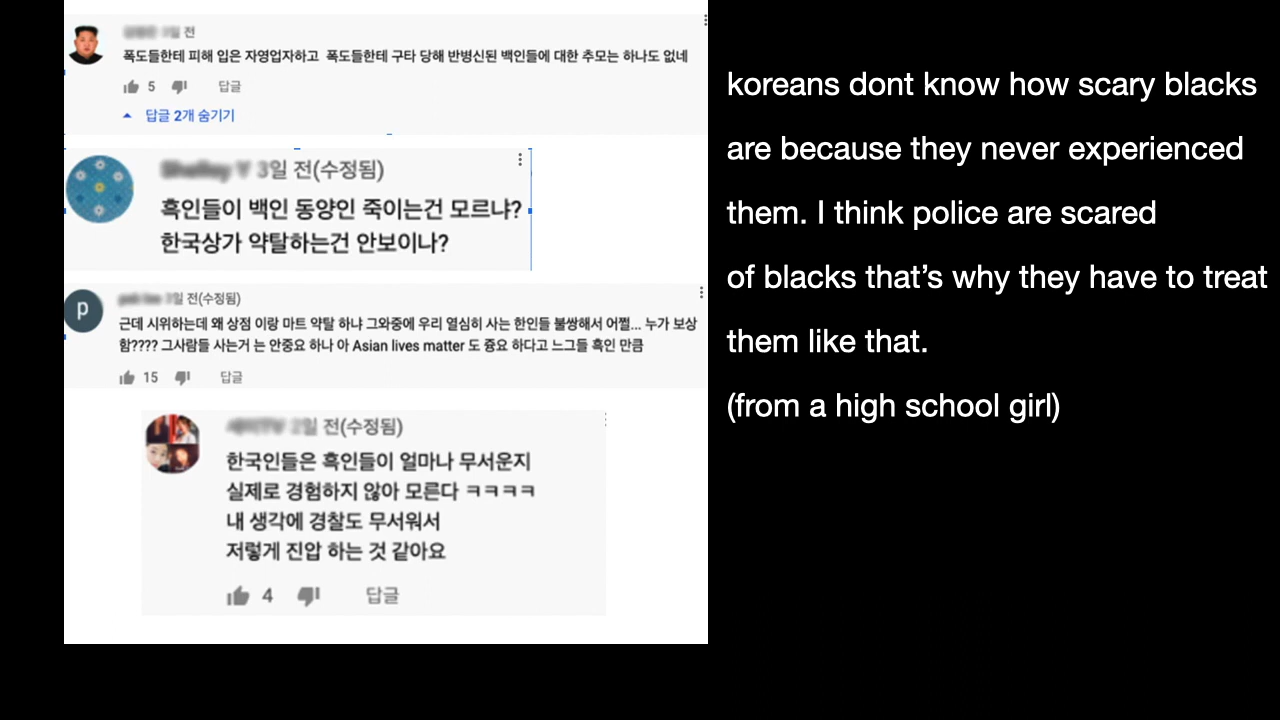 전
폭도들한테 피해 입은 자영업자하고 폭도들한테 구타 당해 반병신된 백인들에 대한 추모는 하나도 없네
5 답글
답글 2개 숨기기
3일 전(수정됨)
흑인들이 백인 동양인 죽이는건 모르냐?
한국상가 약탈하는건 안보이나?
p
전(수정됨)
근데 시위하는데 왜 상점 이랑 마트 약탈 하냐 그와중에 우리 열심히 사는 한인들 불쌍해서 어쩔... 누가 보상
함???? 그사람들 사는거 는 안중요 하나 아 Asian lives matter 도 즁요 하다고 느그들 흑인 만큼
15 답글
전(수정됨)
한국인들은 흑인들이 얼마나 무서운지
실제로 경험하지 않아 모른다 ㅋㅋㅋㅋ
내 생각에 경찰도 무서워서
저렇게 진압 하는 것 같아요
4 답글
koreans dont know how scary blacks
are because they never experienced
them. I think police are scared
of blacks that’s why they have to treat
them like that.
(from a high school girl)